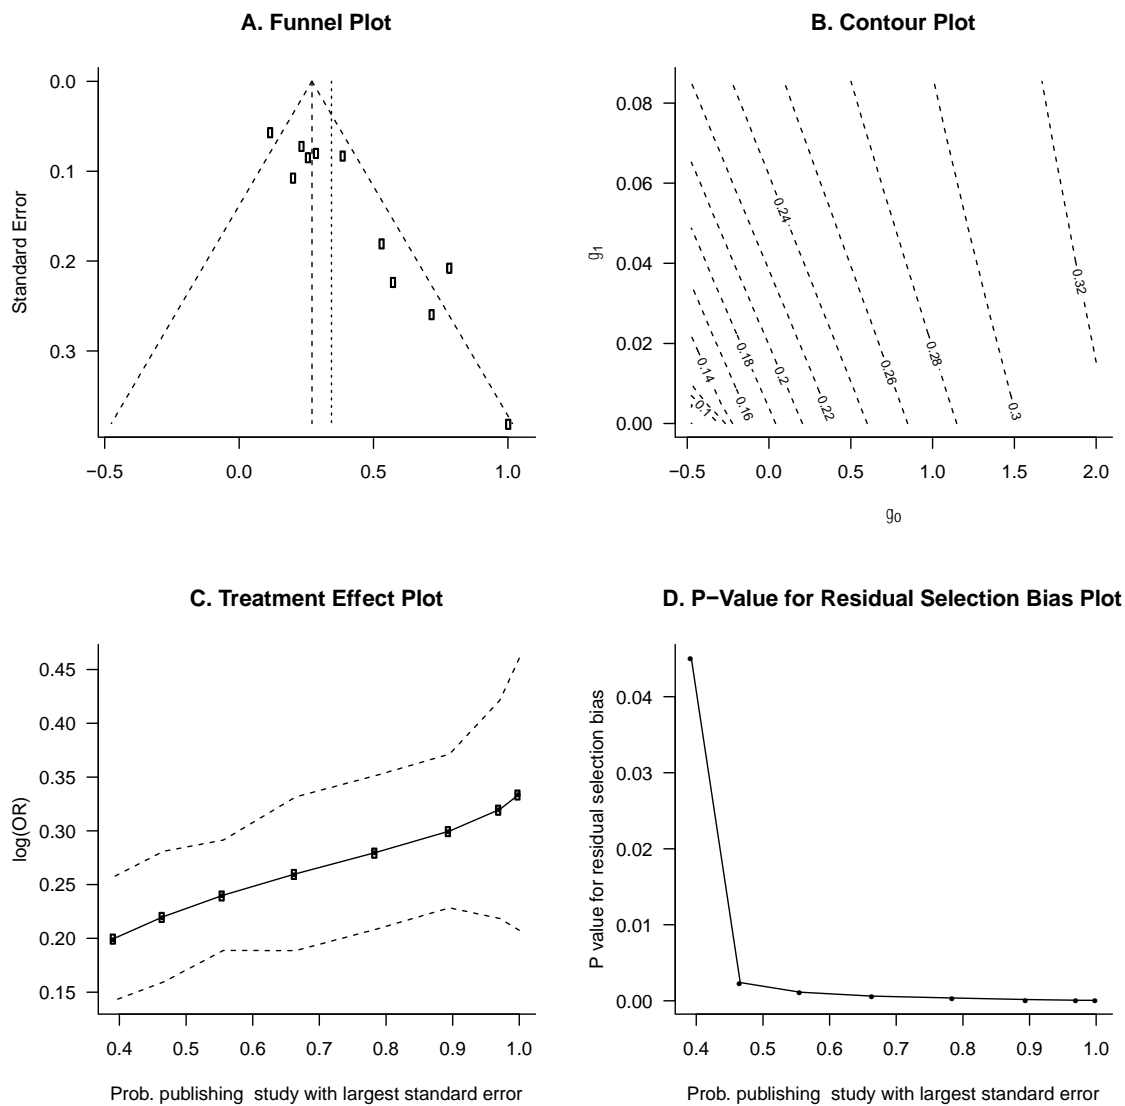 A. Funnel Plot
Standard Error
0.0
0.1
0.2
0.3
−0.5 0.0 0.5 1.0
B. Contour Plot
g1
0.08
0.06
0.04
0.02
0.00
0.24
0.32
0.28
0.18
0.14
0.2
0.26
0.1
0.16
0.22
0.3
−0.5 0.0 0.5 1.0 1.5 2.0
g0
C. Treatment Effect Plot
log(OR)
0.45
0.40
0.35
0.30
0.25
0.20
0.15
0.4 0.5 0.6 0.7 0.8 0.9 1.0
Prob. publishing study with largest standard error
D. P−Value for Residual Selection Bias Plot
P value for residual selection bias
0.04
0.03
0.02
0.01
0.00
0.4 0.5 0.6 0.7 0.8 0.9 1.0
Prob. publishing study with largest standard error